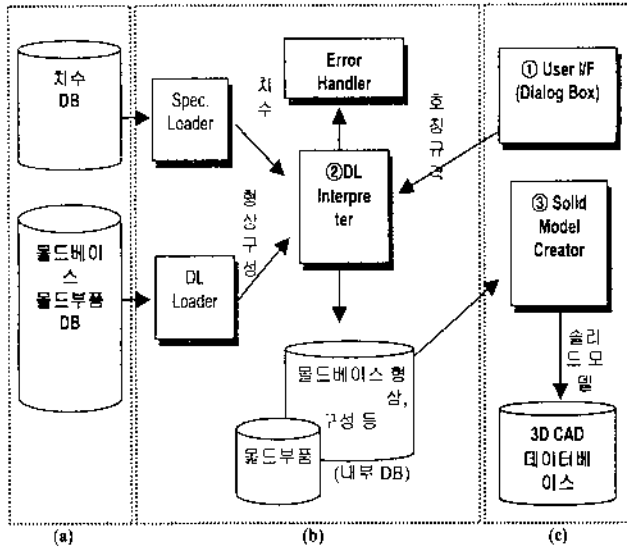 치수
DB
Spec.
Loader
치수
Error
Handler
호칭규격
① User I/F
(Dialog Box)
②DL
Interpre
ter
형상구성
③ Solid
Model
Creator
몰드베이
스
몰드부품
DB
DL
Loader
솔리
드 모
델
몰드베이스 형
상,
구성 등
몰드부품
(내부 DB)
3D CAD
데이터베
이스
(a)
(b)
(c)